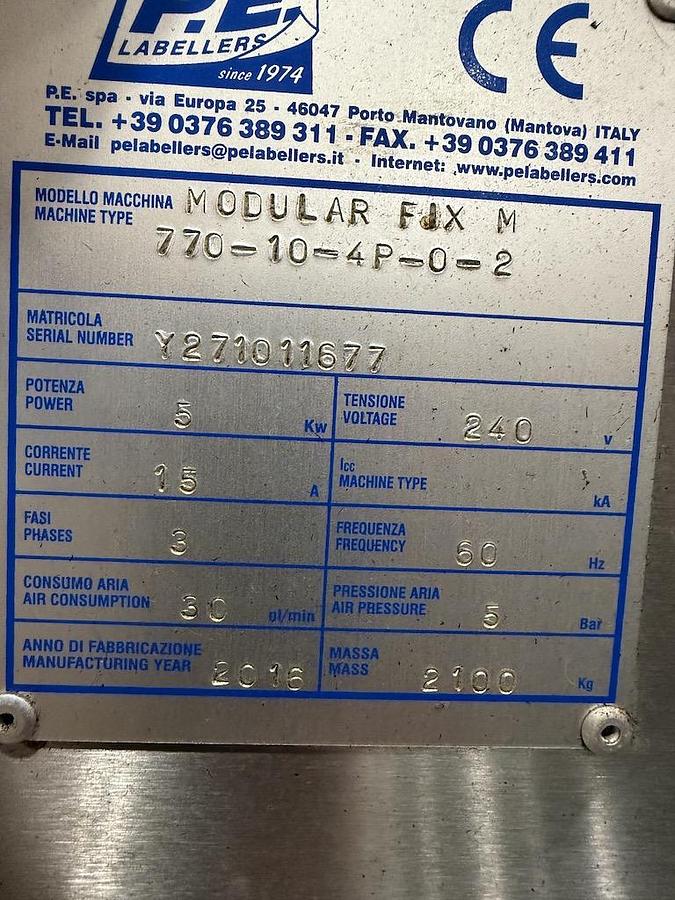 P.E.
LABELLERS
since 1974
CE
P.E. spa - via Europa 25 - 46047 Porto Mantovano (Mantova) ITALY
TEL. +39 0376 389 311 - FAX. +39 0376 389 411
E-Mail pelabellers@pelabellers.it - Internet: www.pelabellers.com
MODELLO MACCHINA
MACHINE TYPE
MODULAR M
770-10-4P-0-2
MATRICOLA
SERIAL NUMBER
Y271011677
POTENZA
POWER
5 Kw
TENSIONE
VOLTAGE
240 V
CORRENTE
CURRENT
15 A
Icc
MACHINE TYPE
kA
FASI
PHASES
3
FREQUENZA
FREQUENCY
60 Hz
CONSUMO ARIA
AIR CONSUMPTION
30 nl/min
PRESSIONE ARIA
AIR PRESSURE
5 Bar
ANNO DI FABBRICAZIONE
MANUFACTURING YEAR
2016
MASSA
MASS
2100 Kg